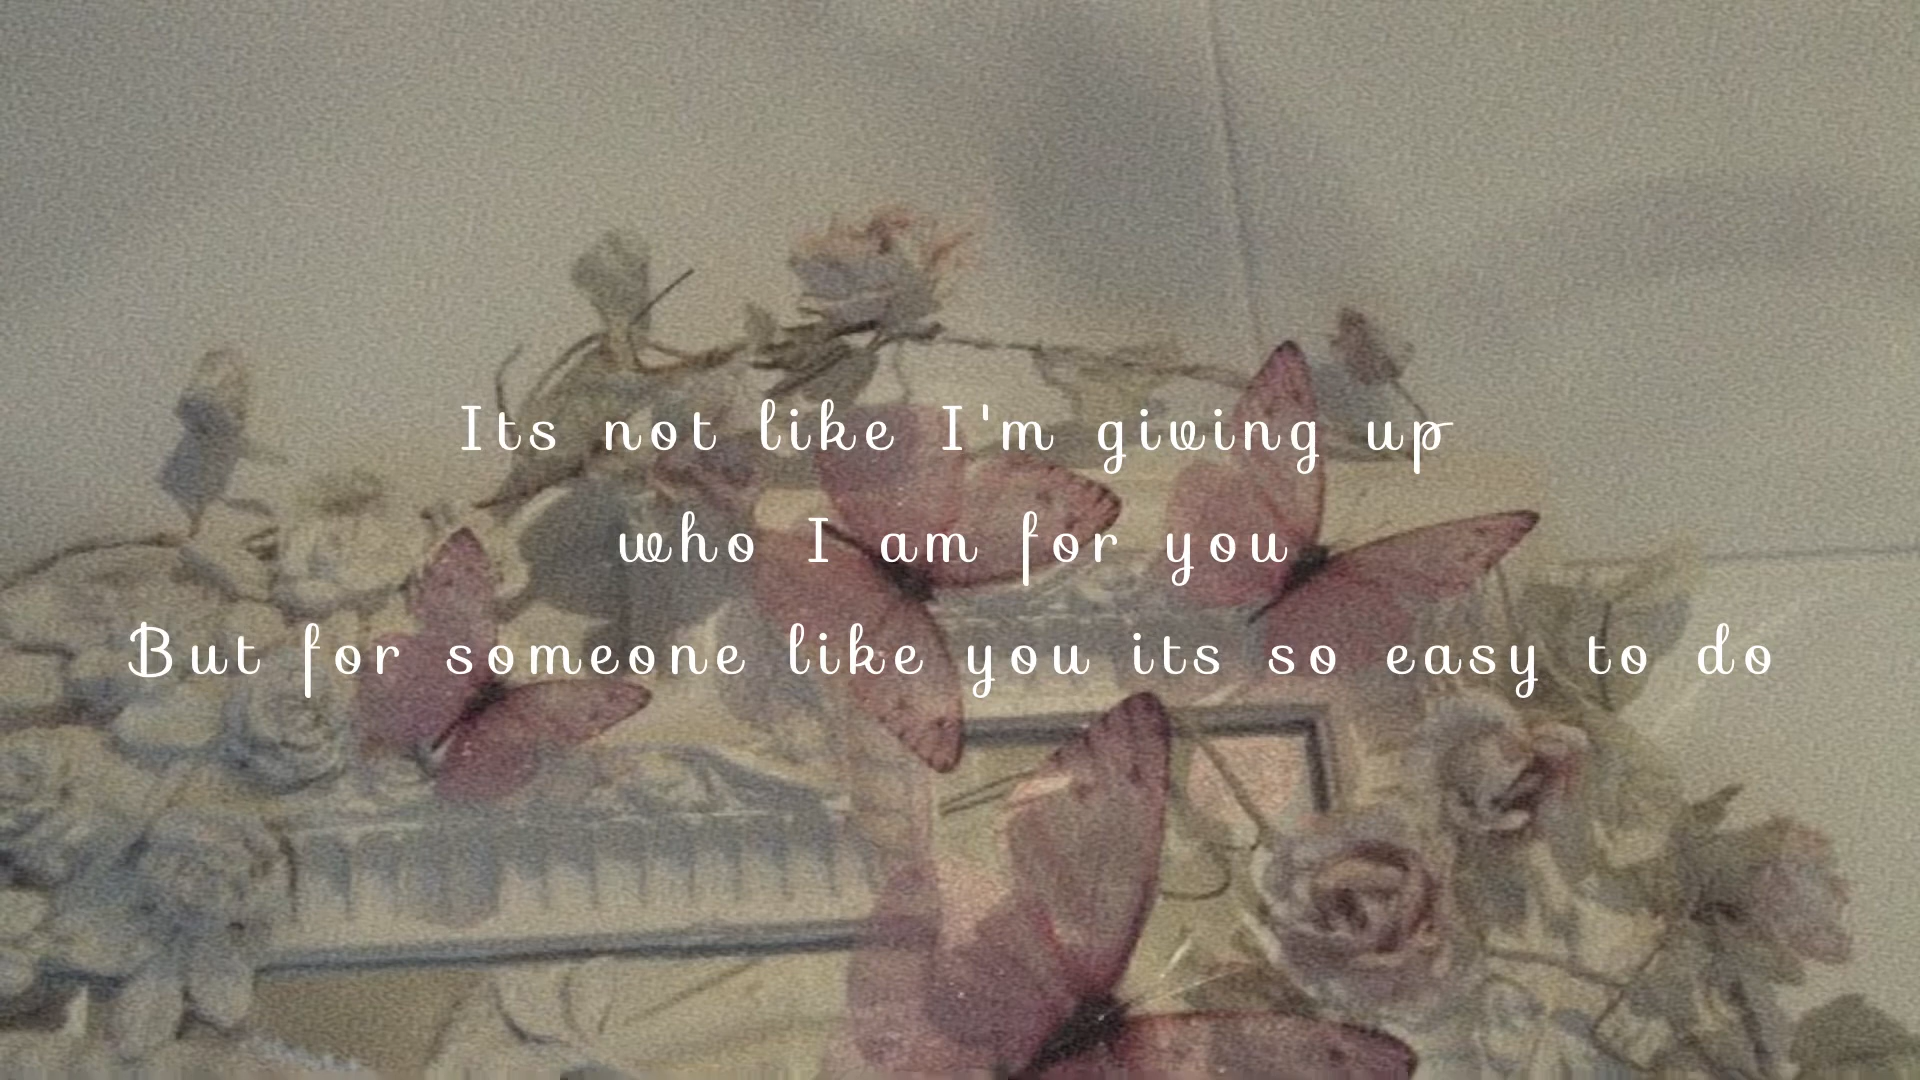 Its not like I'm giving up
who I am for you
But for someone like you its so easy to do